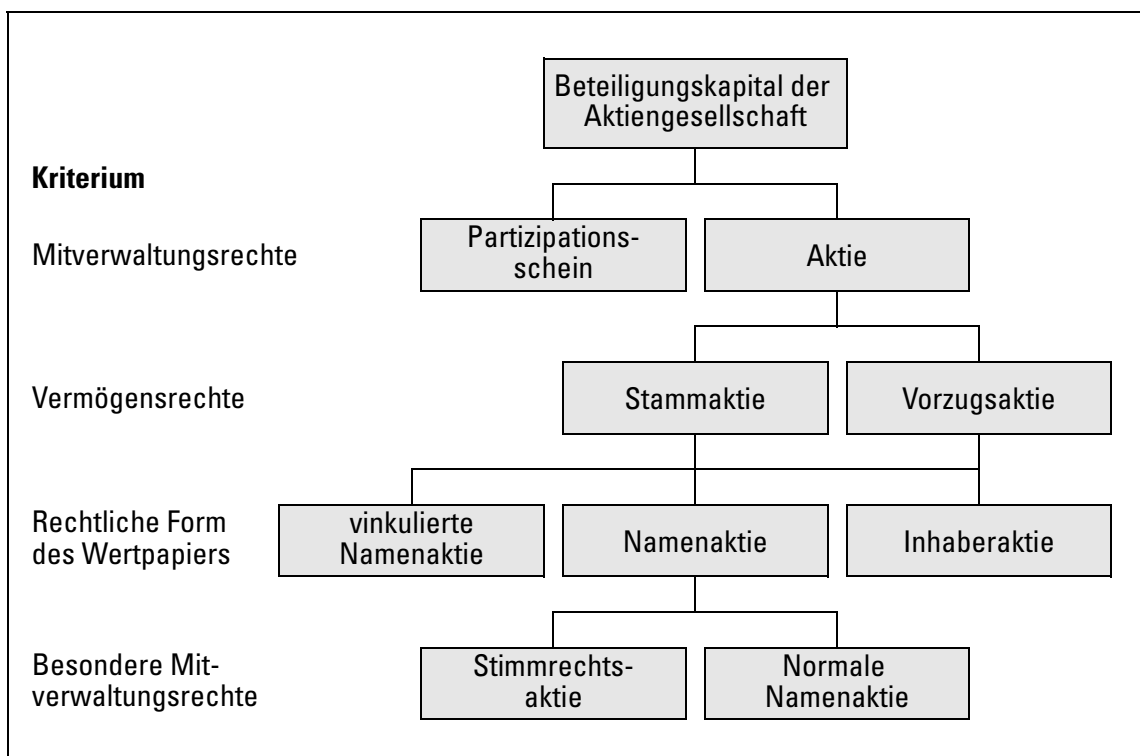 Beteiligungskapital der
Aktiengesellschaft
Kriterium
Mitverwaltungsrechte
Partizipations-
schein
Aktie
Vermögensrechte
Stammaktie
Vorzugsaktie
Rechtliche Form
des Wertpapiers
vinkulierte
Namenaktie
Namenaktie
Inhaberaktie
Besondere Mit-
verwaltungsrechte
Stimmrechts-
aktie
Normale
Namenaktie